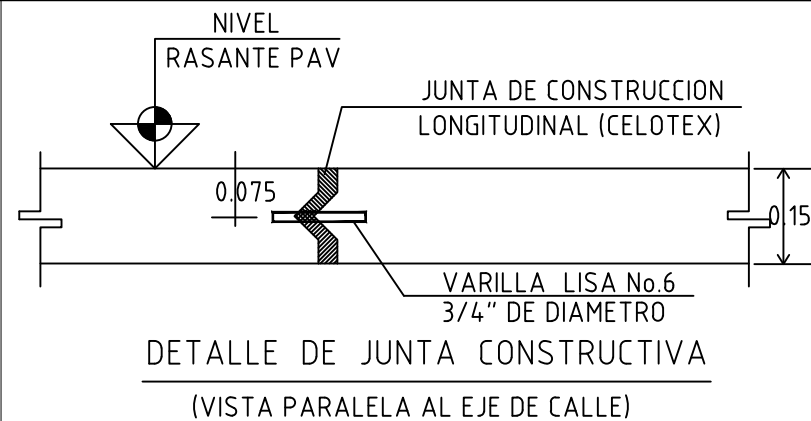 NIVEL
RASANTE PAV
JUNTA DE CONSTRUCCION
LONGITUDINAL (CELOTEX)
0.075
0.15
VARILLA LISA No.6
3/4" DE DIAMETRO
DETALLE DE JUNTA CONSTRUCTIVA
(VISTA PARALELA AL EJE DE CALLE)